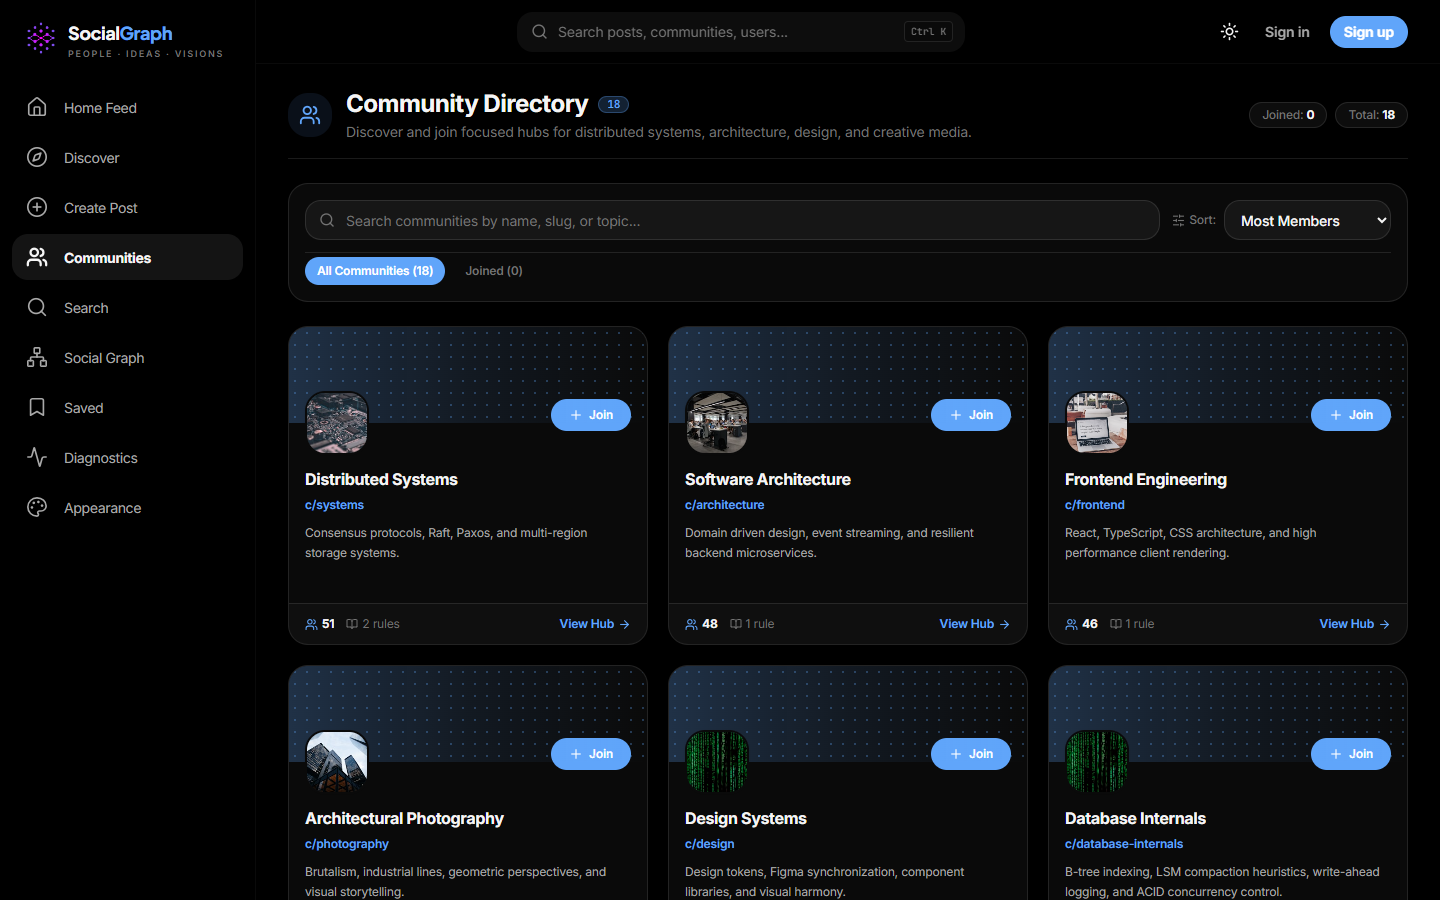 SocialGraph
PEOPLE · IDEAS · VISIONS
Search posts, communities, users...
Ctrl K
Sign in
Sign up
Home Feed
Discover
Create Post
Communities
Search
Social Graph
Saved
Diagnostics
Appearance
Community Directory
18
Discover and join focused hubs for distributed systems, architecture, design, and creative media.
Joined: 0
Total: 18
Search communities by name, slug, or topic...
Sort:
Most Members
All Communities (18)
Joined (0)
Join
Distributed Systems
c/systems
Consensus protocols, Raft, Paxos, and multi-region
storage systems.
51
2 rules
View Hub
Join
Software Architecture
c/architecture
Domain driven design, event streaming, and resilient
backend microservices.
48
1 rule
View Hub
Join
Frontend Engineering
c/frontend
React, TypeScript, CSS architecture, and high
performance client rendering.
46
1 rule
View Hub
Join
Architectural Photography
c/photography
Brutalism, industrial lines, geometric perspectives, and
visual storytelling.
Join
Design Systems
c/design
Design tokens, Figma synchronization, component
libraries, and visual harmony.
Join
Database Internals
c/database-internals
B-tree indexing, LSM compaction heuristics, write-ahead
logging, and ACID concurrency control.